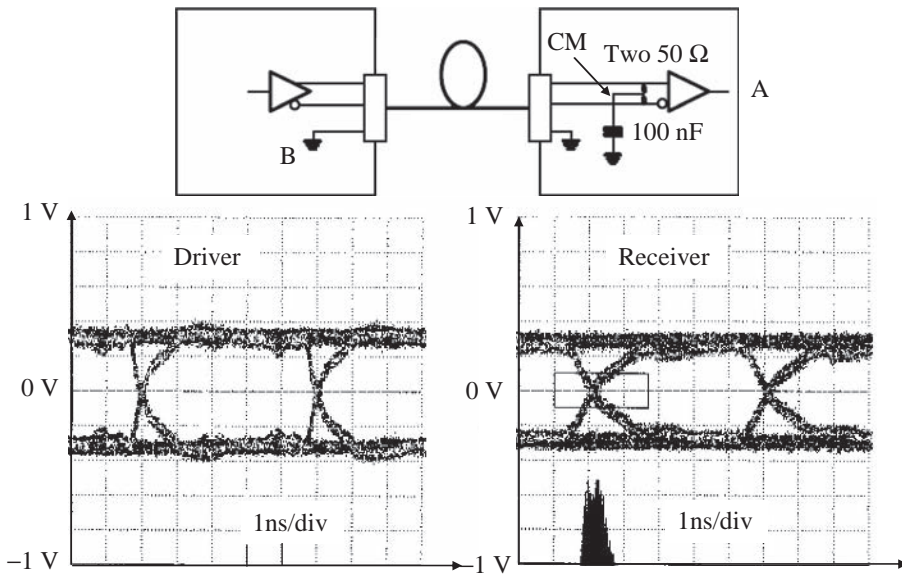 CM
Two 50 Ω
A
100 nF
B
1 V
Driver
0 V
1ns/div
−1 V
1 V
Receiver
0 V
1ns/div
−1 V